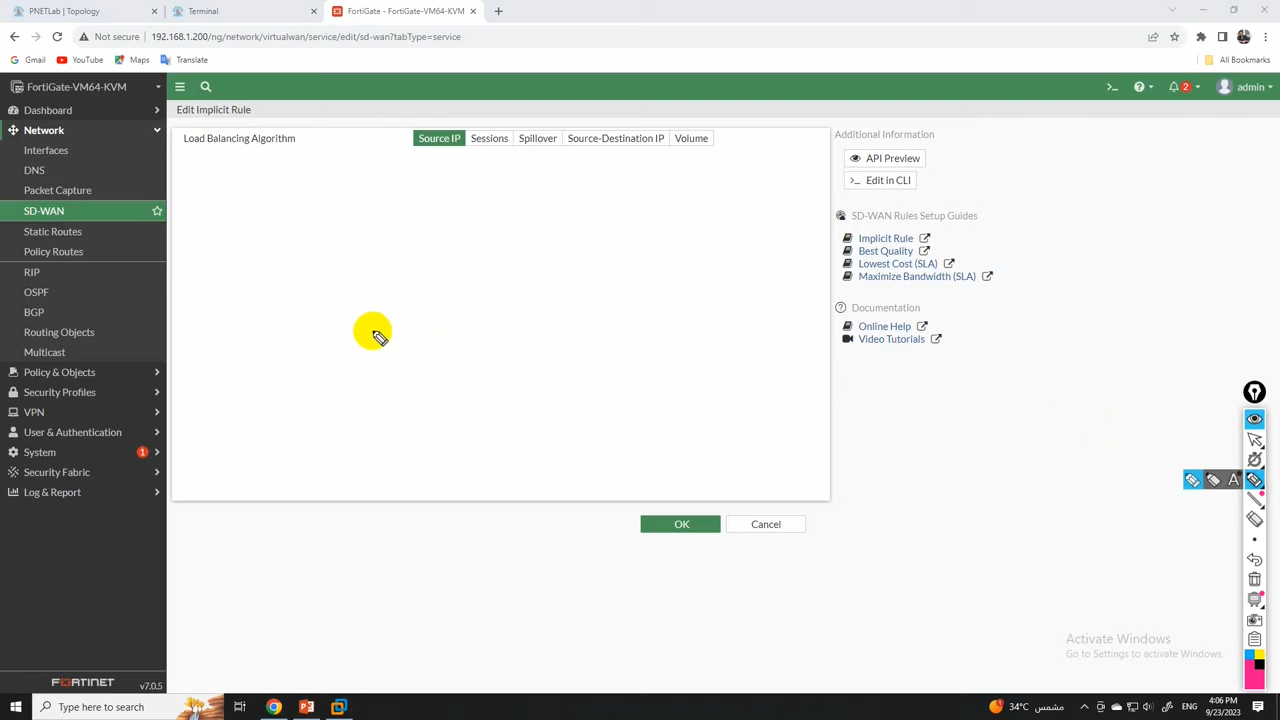 PNETLab | Topology
Terminal
FortiGate - FortiGate-VM64-KVM
Not secure
192.168.1.200/ng/network/virtualwan/service/edit/sd-wan?tabType=service
Gmail
YouTube
Maps
Translate
All Bookmarks
FortiGate-VM64-KVM
2
admin
Dashboard
Edit Implicit Rule
Network
Interfaces
DNS
Packet Capture
SD-WAN
Static Routes
Policy Routes
RIP
OSPF
BGP
Routing Objects
Multicast
Policy & Objects
Security Profiles
VPN
User & Authentication
System
1
Security Fabric
Log & Report
FORTINET
v7.0.5
Load Balancing Algorithm
Source IP
Sessions
Spillover
Source-Destination IP
Volume
OK
Cancel
Additional Information
API Preview
>_ Edit in CLI
SD-WAN Rules Setup Guides
Implicit Rule
Best Quality
Lowest Cost (SLA)
Maximize Bandwidth (SLA)
Documentation
Online Help
Video Tutorials
A
Activate Windows
Go to Settings to activate Windows.
Type here to search
34°C مشمس
ENG
4:06 PM
9/23/2023